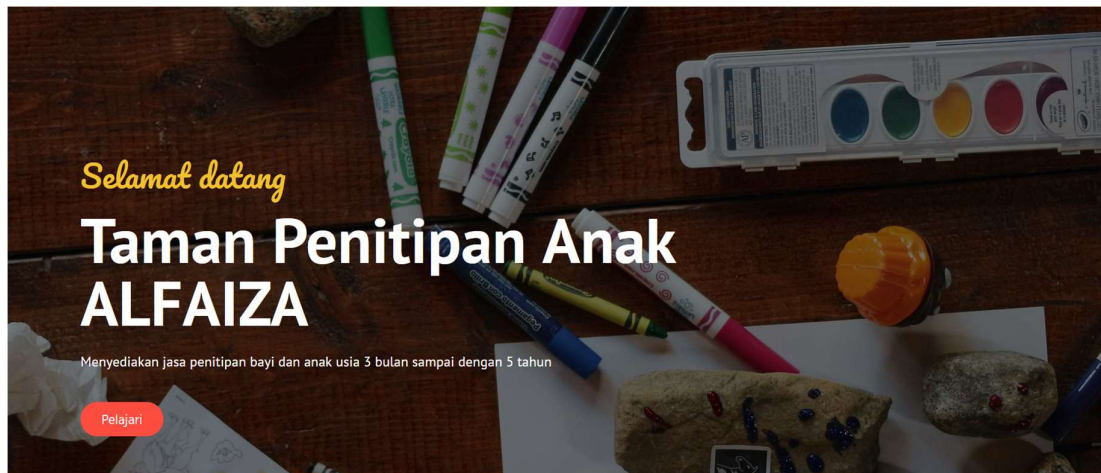 Selamat datang
Taman Penitipan Anak
ALFAIZA
Menyediakan jasa penitipan bayi dan anak usia 3 bulan sampai dengan 5 tahun
Pelajari